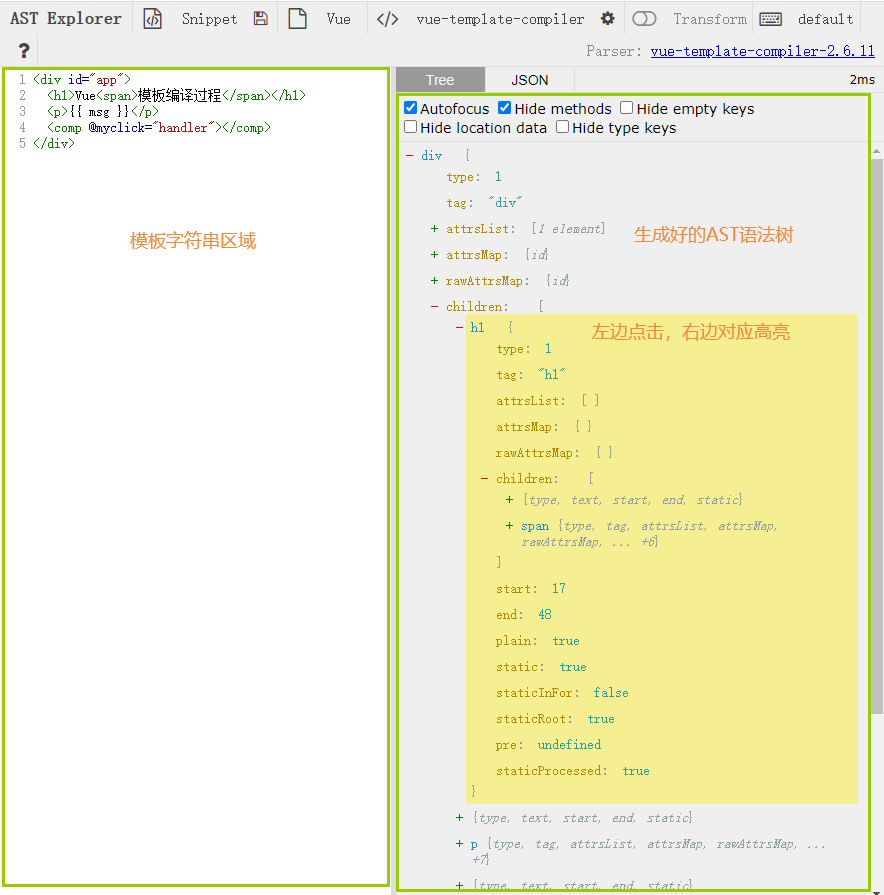 AST Explorer Snippet Vue </> vue-template-compiler Transform default
?
Parser: vue-template-compiler-2.6.11
Tree JSON 2ms
1 <div id="app">
2 <h1>Vue<span>模板编译过程</span></h1>
3 <p>{{ msg }}</p>
4 <comp @myclick="handler"></comp>
5 </div>
模板字符串区域
Autofocus Hide methods Hide empty keys
Hide location data Hide type keys
- div {
type: 1
tag: "div"
+ attrsList: [1 element]
生成好的AST语法树
+ attrsMap: {id}
+ rawAttrsMap: {id}
- children: [
- h1 {
左边点击，右边对应高亮
type: 1
tag: "h1"
attrsList: [ ]
attrsMap: { }
rawAttrsMap: { }
- children: [
+ {type, text, start, end, static}
+ span {type, tag, attrsList, attrsMap,
rawAttrsMap, ... +6}
]
start: 17
end: 48
plain: true
static: true
staticInFor: false
staticRoot: true
pre: undefined
staticProcessed: true
}
+ {type, text, start, end, static}
+ p {type, tag, attrsList, attrsMap, rawAttrsMap, ...
+7}
+ {type, text, start, end, static}